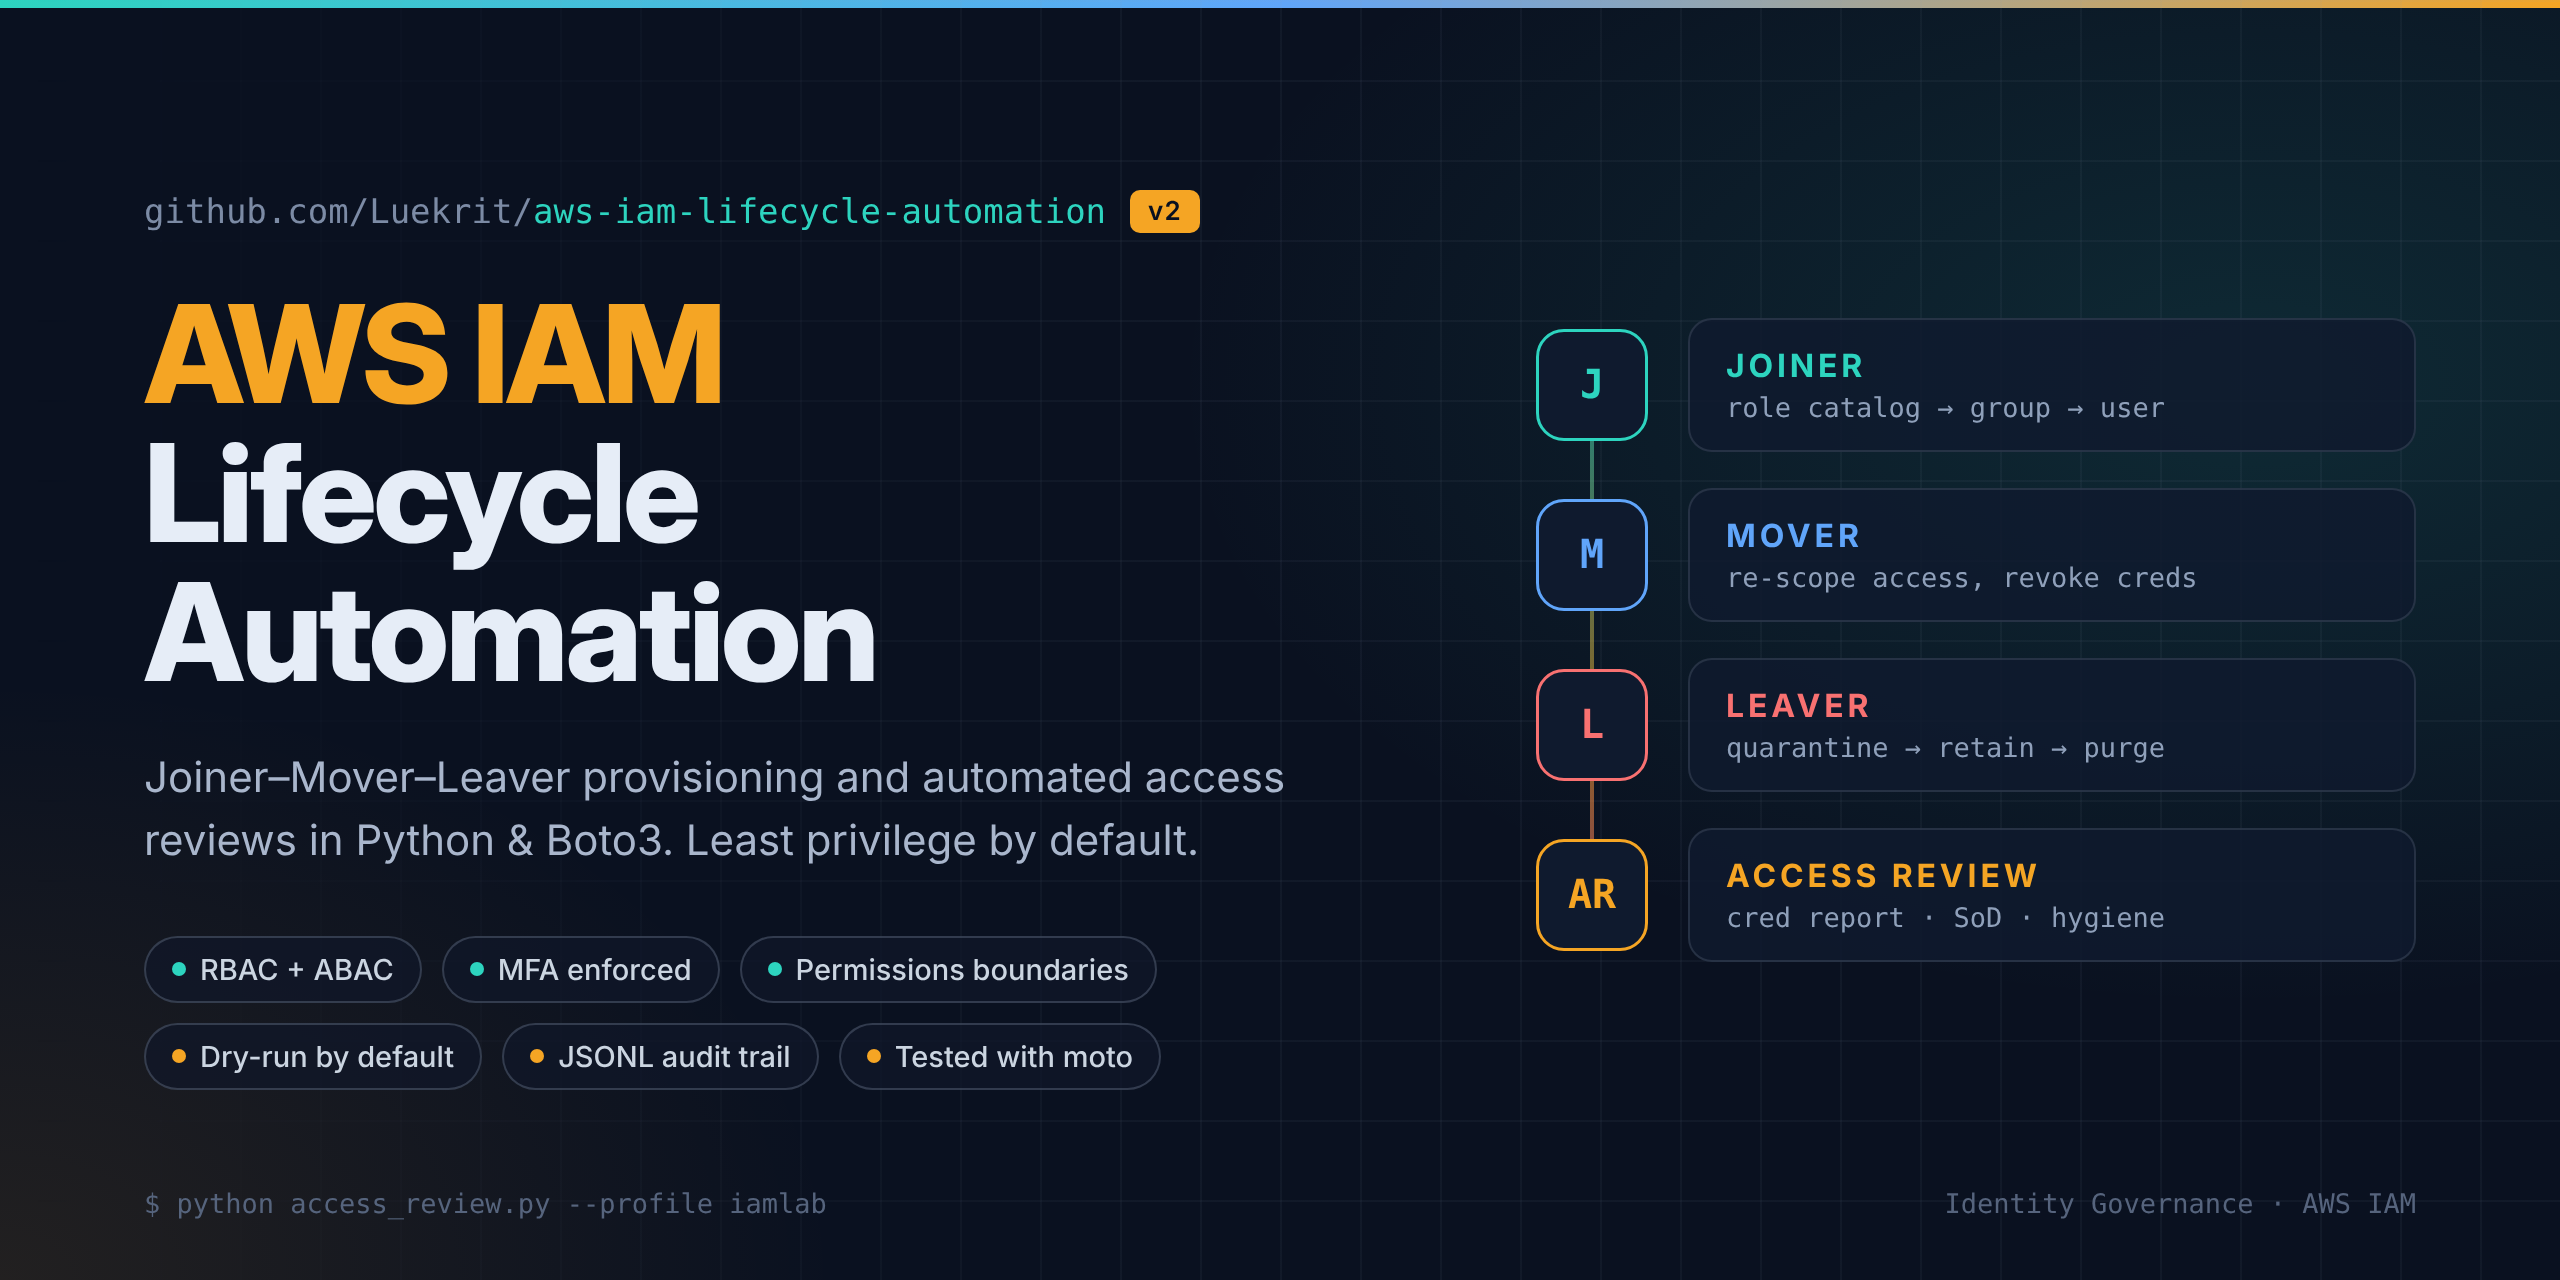 github.com/Luekrit/aws-iam-lifecycle-automation v2
AWS IAM
Lifecycle
Automation
Joiner–Mover–Leaver provisioning and automated access
reviews in Python & Boto3. Least privilege by default.
RBAC + ABAC
MFA enforced
Permissions boundaries
Dry-run by default
JSONL audit trail
Tested with moto
J
JOINER
role catalog → group → user
M
MOVER
re-scope access, revoke creds
L
LEAVER
quarantine → retain → purge
AR
ACCESS REVIEW
cred report · SoD · hygiene
$ python access_review.py --profile iamlab
Identity Governance · AWS IAM